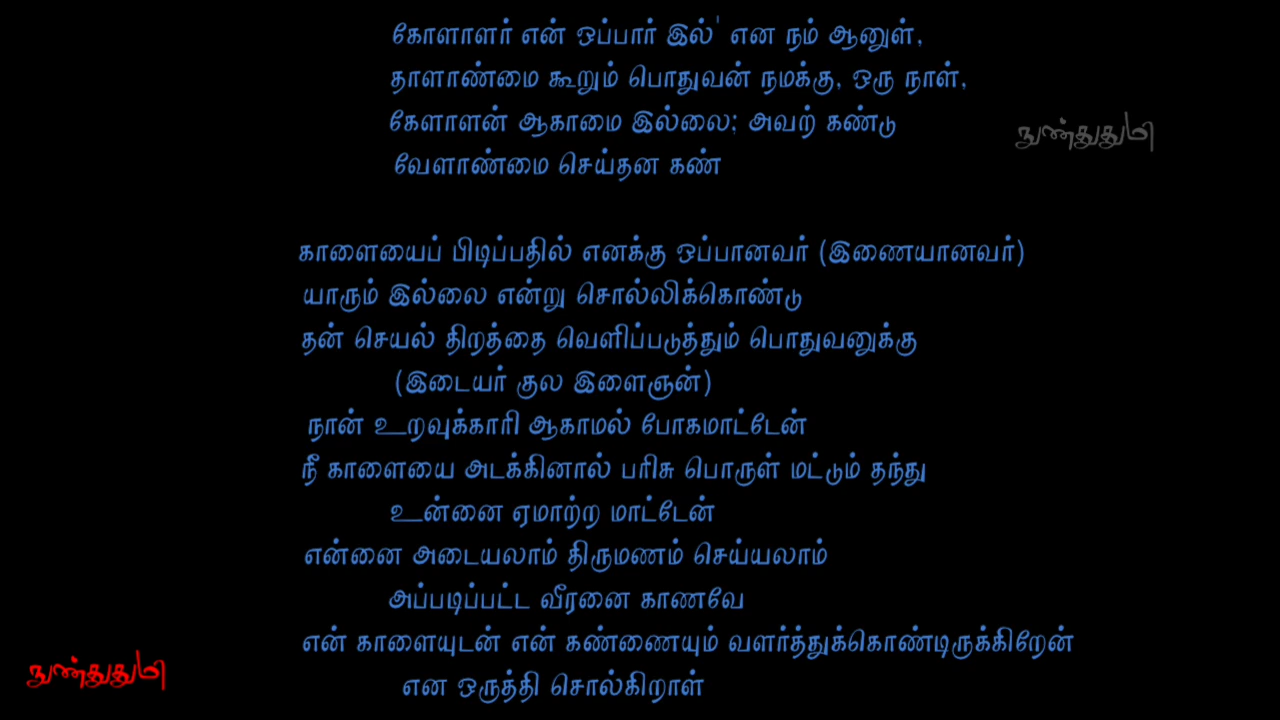 கோளாளர் என் ஒப்பார் இல்' என நம் ஆனுள்,
தாளாண்மை கூறும் பொதுவன் நமக்கு, ஒரு நாள்,
கேளாளன் ஆகாமை இல்லை; அவற் கண்டு
வேளாண்மை செய்தன கண்
நுண்துதுமி
காளையைப் பிடிப்பதில் எனக்கு ஒப்பானவர் (இணையானவர்)
யாரும் இல்லை என்று சொல்லிக்கொண்டு
தன் செயல் திறத்தை வெளிப்படுத்தும் பொதுவனுக்கு
(இடையர் குல இளைஞன்)
நான் உறவுக்காரி ஆகாமல் போகமாட்டேன்
நீ காளையை அடக்கினால் பரிசு பொருள் மட்டும் தந்து
உன்னை ஏமாற்ற மாட்டேன்
என்னை அடையலாம் திருமணம் செய்யலாம்
அப்படிப்பட்ட வீரனை காணவே
என் காளையுடன் என் கண்ணையும் வளர்த்துக்கொண்டிருக்கிறேன்
என ஒருத்தி சொல்கிறாள்
நுண்துதுமி